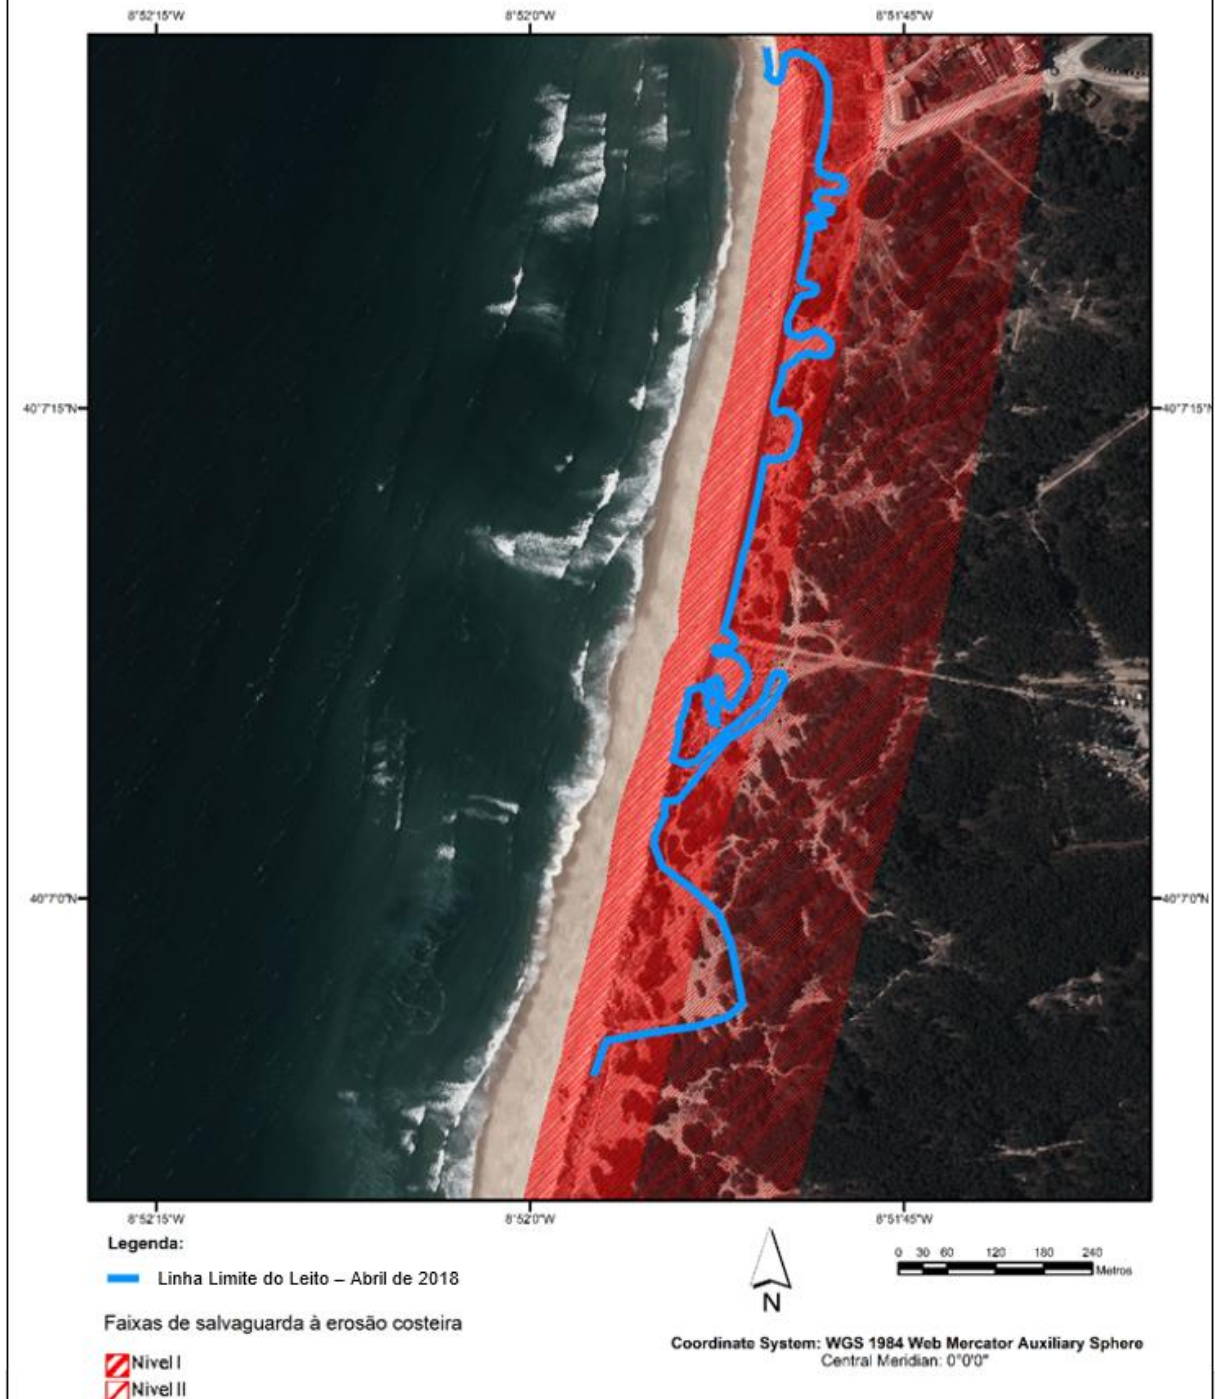 8°52'15"W 8°52'0"W 8°51'45"W
40°7'15"N 40°7'15"N
40°7'0"N 40°7'0"N
8°52'15"W 8°52'0"W 8°51'45"W
Legenda:
Linha Limite do Leito – Abril de 2018
Faixas de salvaguarda à erosão costeira
Nivel I
Nivel II
N
0 30 60 120 180 240
Metros
Coordinate System: WGS 1984 Web Mercator Auxiliary Sphere
Central Meridian: 0°0'0"